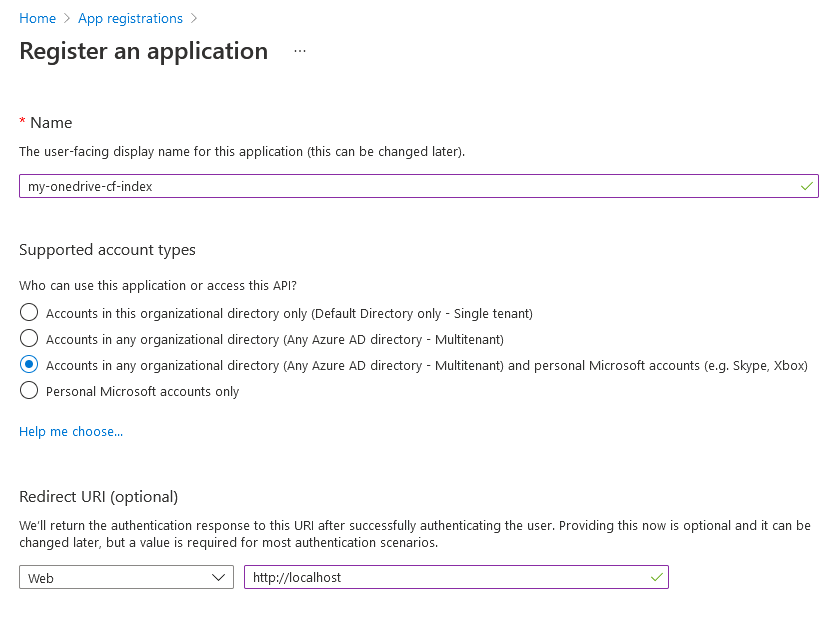 Home > App registrations >
Register an application ...
* Name
The user-facing display name for this application (this can be changed later).
my-onedrive-cf-index
Supported account types
Who can use this application or access this API?
Accounts in this organizational directory only (Default Directory only - Single tenant)
Accounts in any organizational directory (Any Azure AD directory - Multitenant)
Accounts in any organizational directory (Any Azure AD directory - Multitenant) and personal Microsoft accounts (e.g. Skype, Xbox)
Personal Microsoft accounts only
Help me choose...
Redirect URI (optional)
We'll return the authentication response to this URI after successfully authenticating the user. Providing this now is optional and it can be
changed later, but a value is required for most authentication scenarios.
Web http://localhost